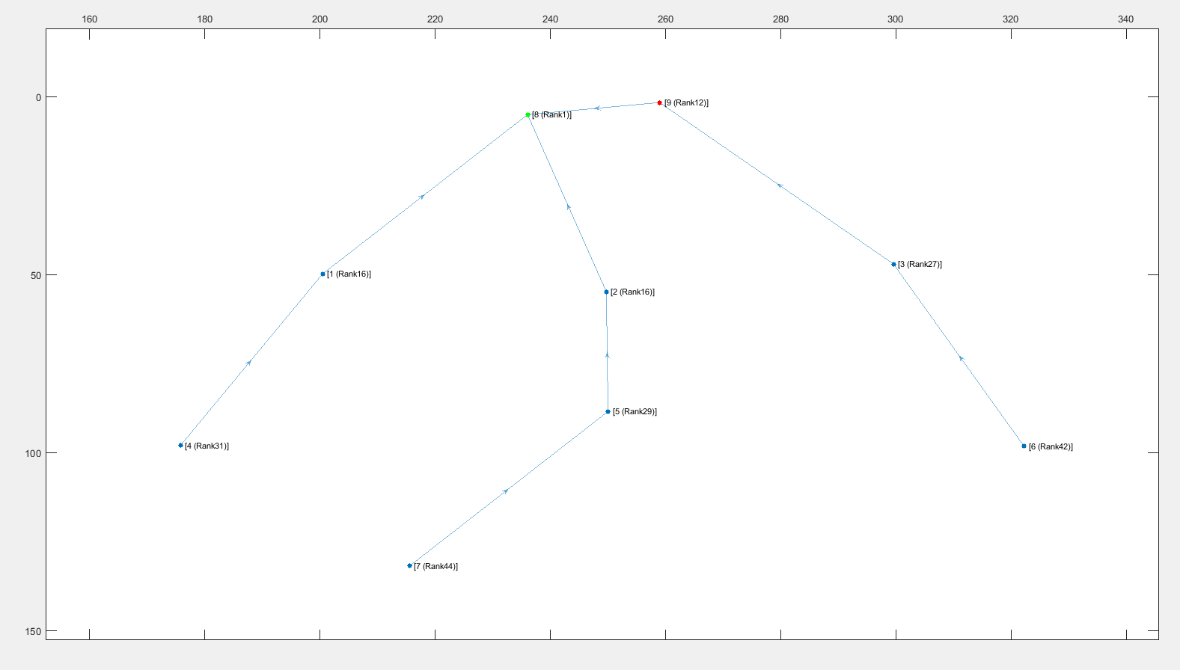 160 180 200 220 240 260 280 300 320 340
0
[9 (Rank12)]
[8 (Rank1)]
[3 (Rank27)]
50
[1 (Rank16)]
[2 (Rank16)]
[5 (Rank29)]
[4 (Rank31)]
[6 (Rank42)]
100
[7 (Rank44)]
150